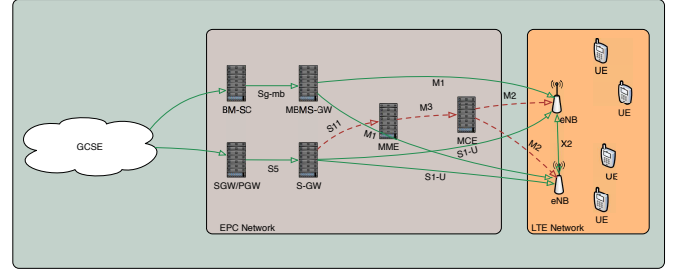 GCSE
BM-SC
Sg-mb
MBMS-GW
M1
M2
eNB
UE
UE
SGW/PGW
S5
S-GW
S11
M1
MME
M3
MCE
S1-U
M2
X2
S1-U
eNB
UE
UE
EPC Network
LTE Network